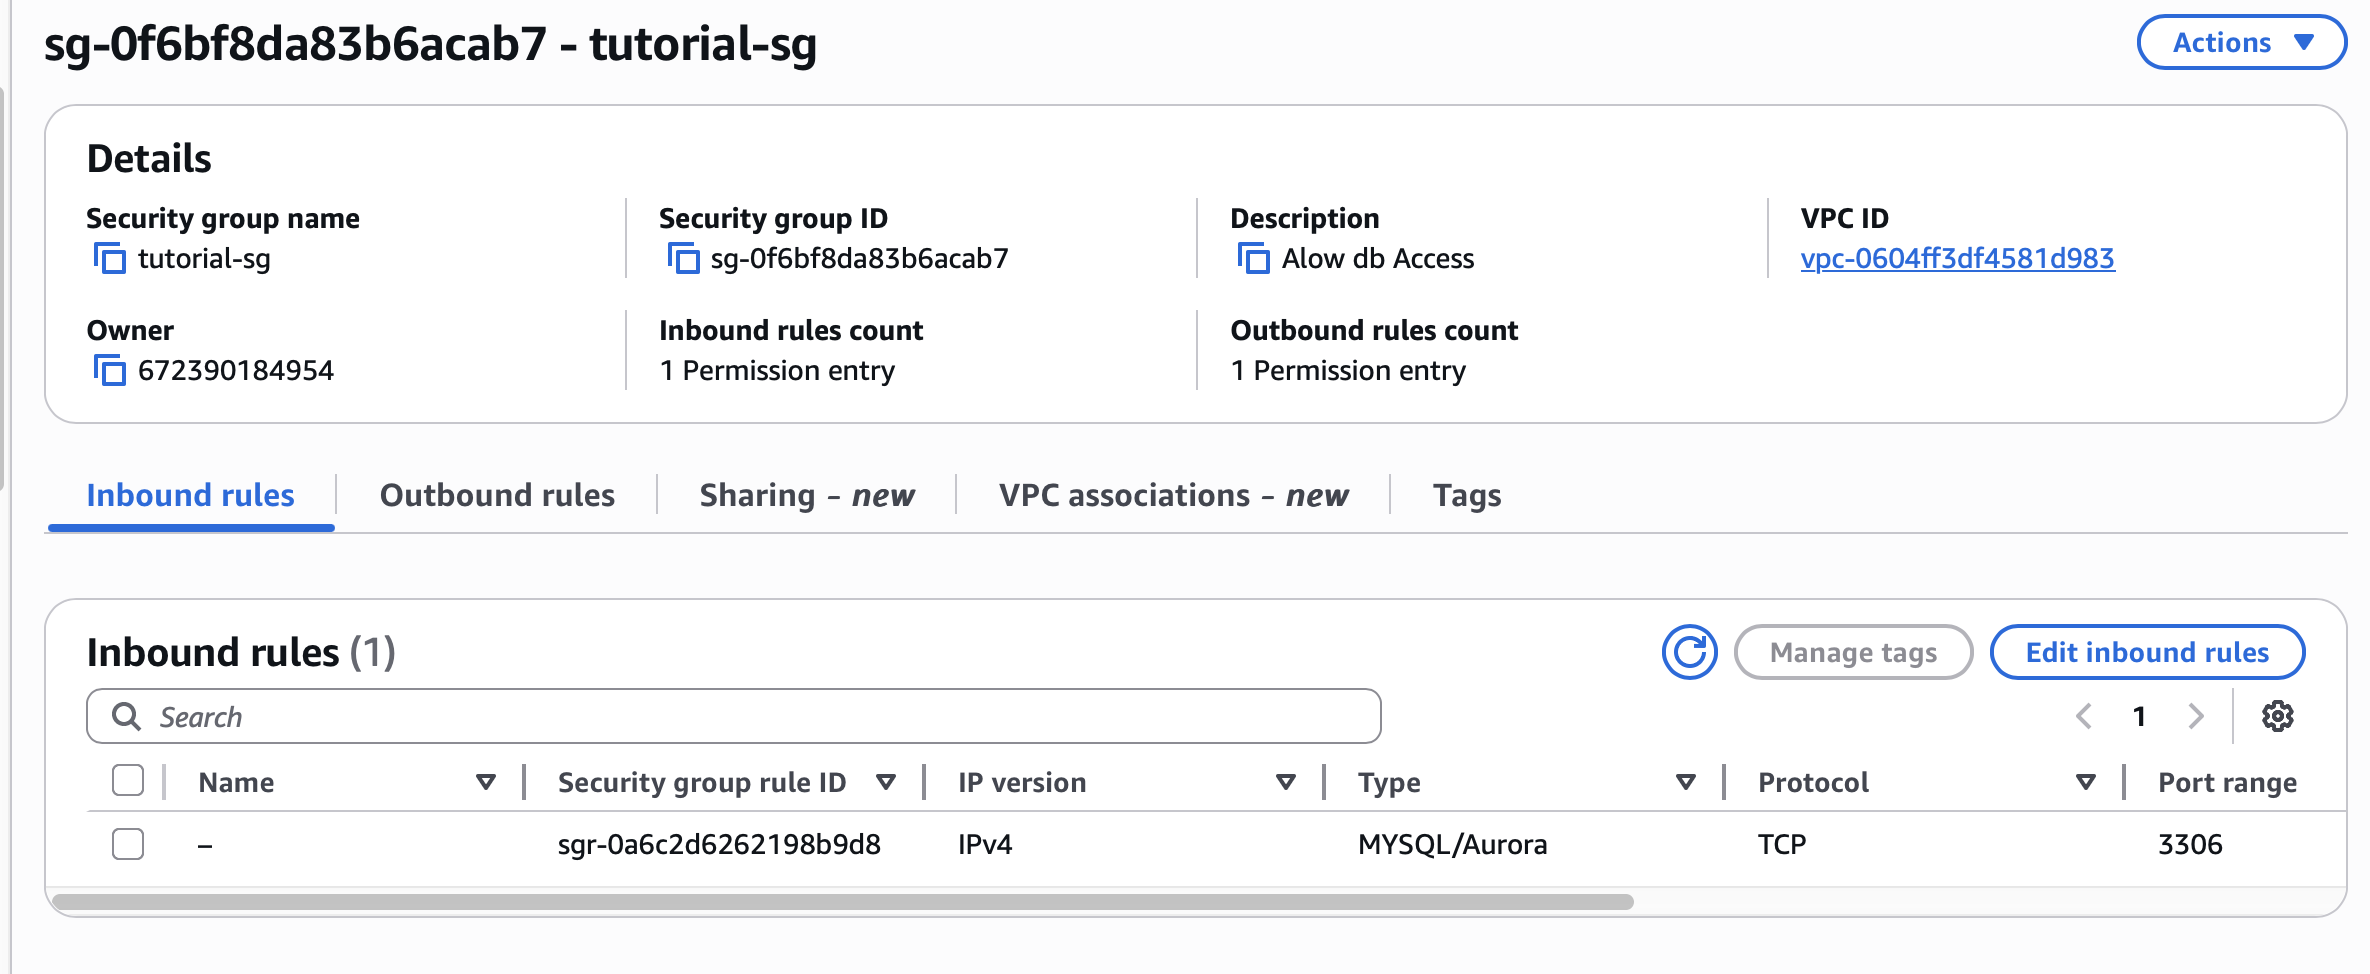 sg-0f6bf8da83b6acab7 - tutorial-sg
Actions
Details
Security group name
tutorial-sg
Security group ID
sg-0f6bf8da83b6acab7
Description
Alow db Access
VPC ID
vpc-0604ff3df4581d983
Owner
672390184954
Inbound rules count
1 Permission entry
Outbound rules count
1 Permission entry
Inbound rules
Outbound rules
Sharing – new
VPC associations – new
Tags
Inbound rules (1)
Manage tags
Edit inbound rules
Search
1
Name Security group rule ID IP version Type Protocol Port range
– sgr-0a6c2d6262198b9d8 IPv4 MYSQL/Aurora TCP 3306